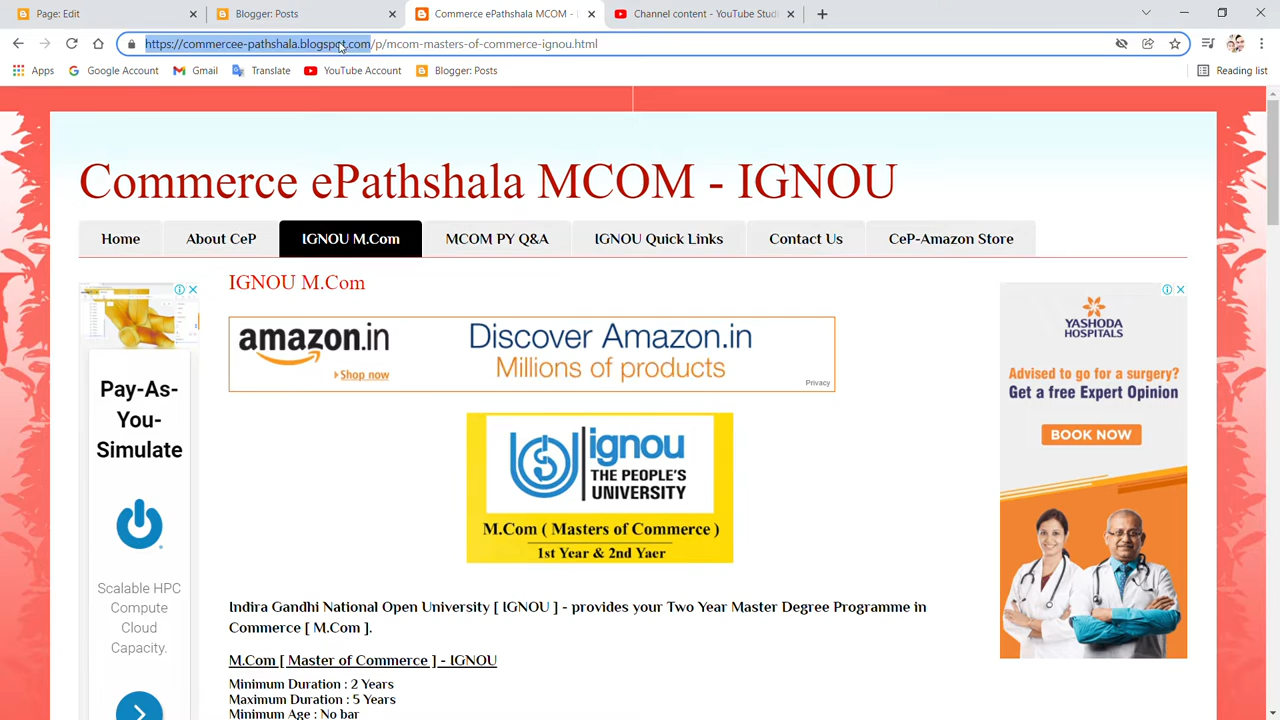 Page: Edit
Blogger: Posts
Commerce ePathshala MCOM -
Channel content - YouTube Studi
https://commercee-pathshala.blogspot.com/p/mcom-masters-of-commerce-ignou.html
Apps
Google Account
Gmail
Translate
YouTube Account
Blogger: Posts
Reading list
Commerce ePathshala MCOM - IGNOU
Home
About CeP
IGNOU M.Com
MCOM PY Q&A
IGNOU Quick Links
Contact Us
CeP-Amazon Store
IGNOU M.Com
amazon.in
Shop now
Discover Amazon.in
Millions of products
Privacy
Pay-As-
You-
Simulate
Scalable HPC
Compute
Cloud
Capacity.
YASHODA
HOSPITALS
Advised to go for a surgery?
Get a free Expert Opinion
BOOK NOW
ignou
THE PEOPLE'S
UNIVERSITY
M.Com ( Masters of Commerce )
1st Year & 2nd Yaer
Indira Gandhi National Open University [ IGNOU ] - provides your Two Year Master Degree Programme in
Commerce [ M.Com ].
M.Com [ Master of Commerce ] - IGNOU
Minimum Duration : 2 Years
Maximum Duration : 5 Years
Minimum Age : No bar